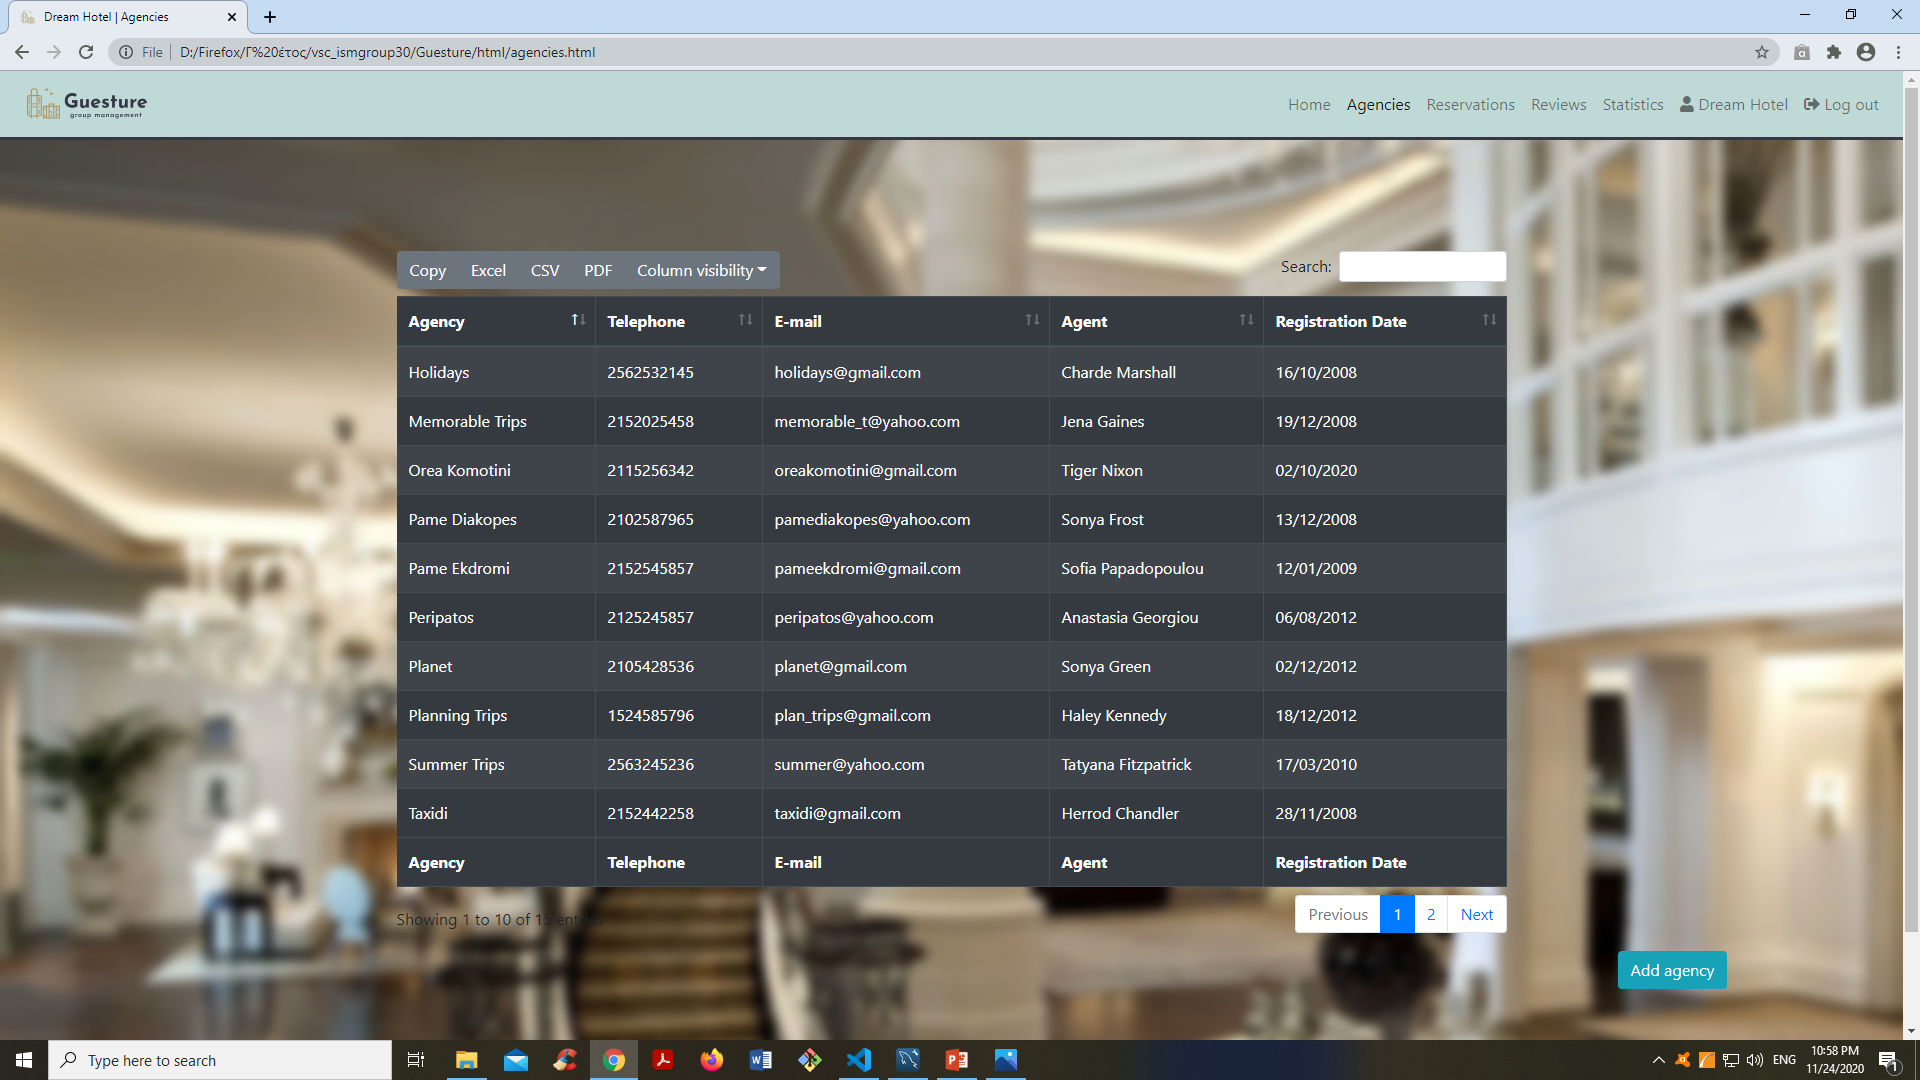 Dream Hotel | Agencies
File D:/Firefox/Γ%20έτος/vsc_ismgroup30/Guesture/html/agencies.html
Guesture
group management
Home Agencies Reservations Reviews Statistics Dream Hotel Log out
Copy Excel CSV PDF Column visibility Search:
Agency Telephone E-mail Agent Registration Date
Holidays 2562532145 holidays@gmail.com Charde Marshall 16/10/2008
Memorable Trips 2152025458 memorable_t@yahoo.com Jena Gaines 19/12/2008
Orea Komotini 2115256342 oreakomotini@gmail.com Tiger Nixon 02/10/2020
Pame Diakopes 2102587965 pamediakopes@yahoo.com Sonya Frost 13/12/2008
Pame Ekdromi 2152545857 pameekdromi@gmail.com Sofia Papadopoulou 12/01/2009
Peripatos 2125245857 peripatos@yahoo.com Anastasia Georgiou 06/08/2012
Planet 2105428536 planet@gmail.com Sonya Green 02/12/2012
Planning Trips 1524585796 plan_trips@gmail.com Haley Kennedy 18/12/2012
Summer Trips 2563245236 summer@yahoo.com Tatyana Fitzpatrick 17/03/2010
Taxidi 2152442258 taxidi@gmail.com Herrod Chandler 28/11/2008
Agency Telephone E-mail Agent Registration Date
Showing 1 to 10 of 15 entries Previous 1 2 Next
Add agency
Type here to search ENG 10:58 PM
11/24/2020 1